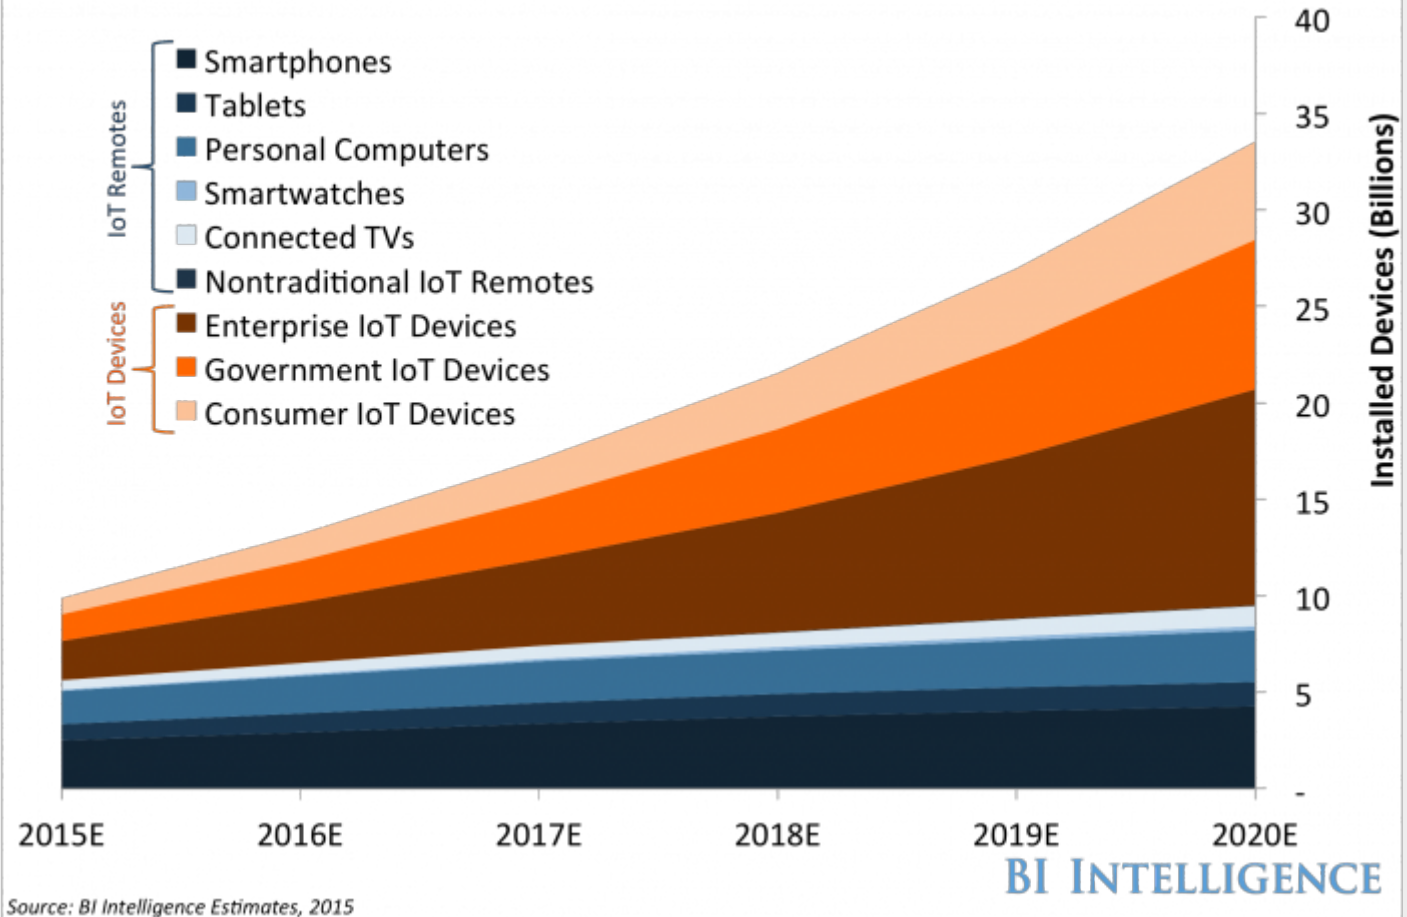 40
IoT Remotes
Smartphones
Tablets
Personal Computers
Smartwatches
Connected TVs
Nontraditional IoT Remotes
IoT Devices
Enterprise IoT Devices
Government IoT Devices
Consumer IoT Devices
35
30
25
20
15
10
5
-
Installed Devices (Billions)
2015E 2016E 2017E 2018E 2019E 2020E
BI INTELLIGENCE
Source: BI Intelligence Estimates, 2015